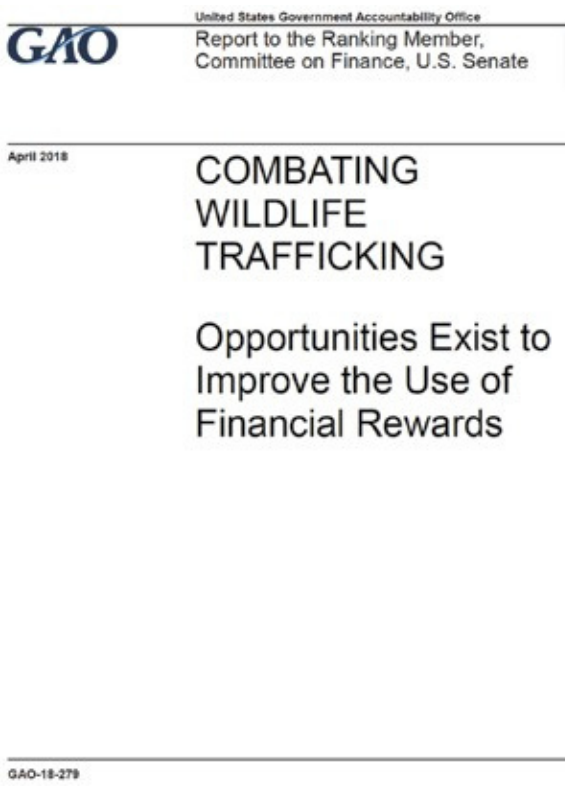 United States Government Accountability Office
GAO
Report to the Ranking Member,
Committee on Finance, U.S. Senate
April 2018
COMBATING
WILDLIFE
TRAFFICKING
Opportunities Exist to
Improve the Use of
Financial Rewards
GAO-18-279